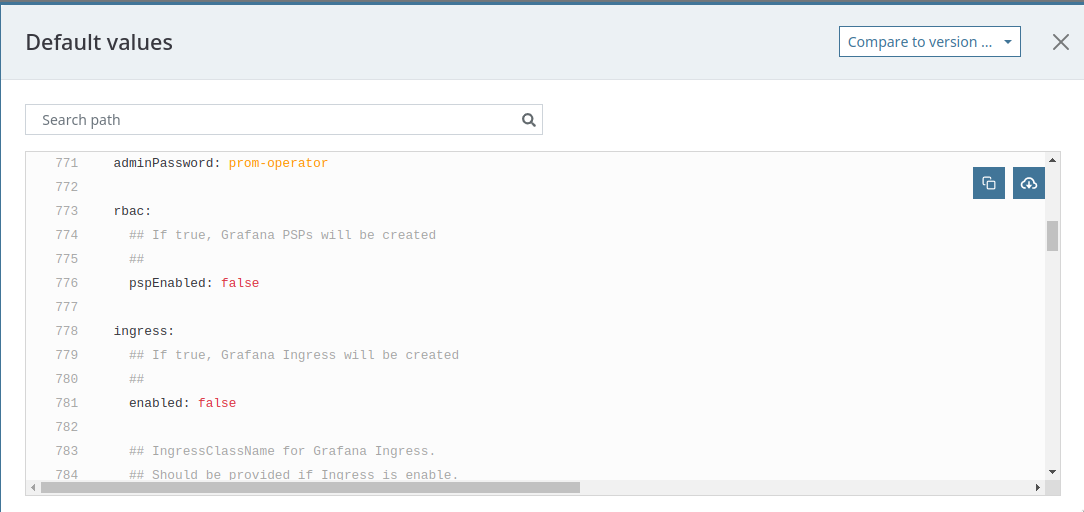 Default values
Compare to version ...
Search path
771 adminPassword: prom-operator
772
773 rbac:
774 ## If true, Grafana PSPs will be created
775 ##
776 pspEnabled: false
777
778 ingress:
779 ## If true, Grafana Ingress will be created
780 ##
781 enabled: false
782
783 ## IngressClassName for Grafana Ingress.
784 ## Should be provided if Ingress is enable.